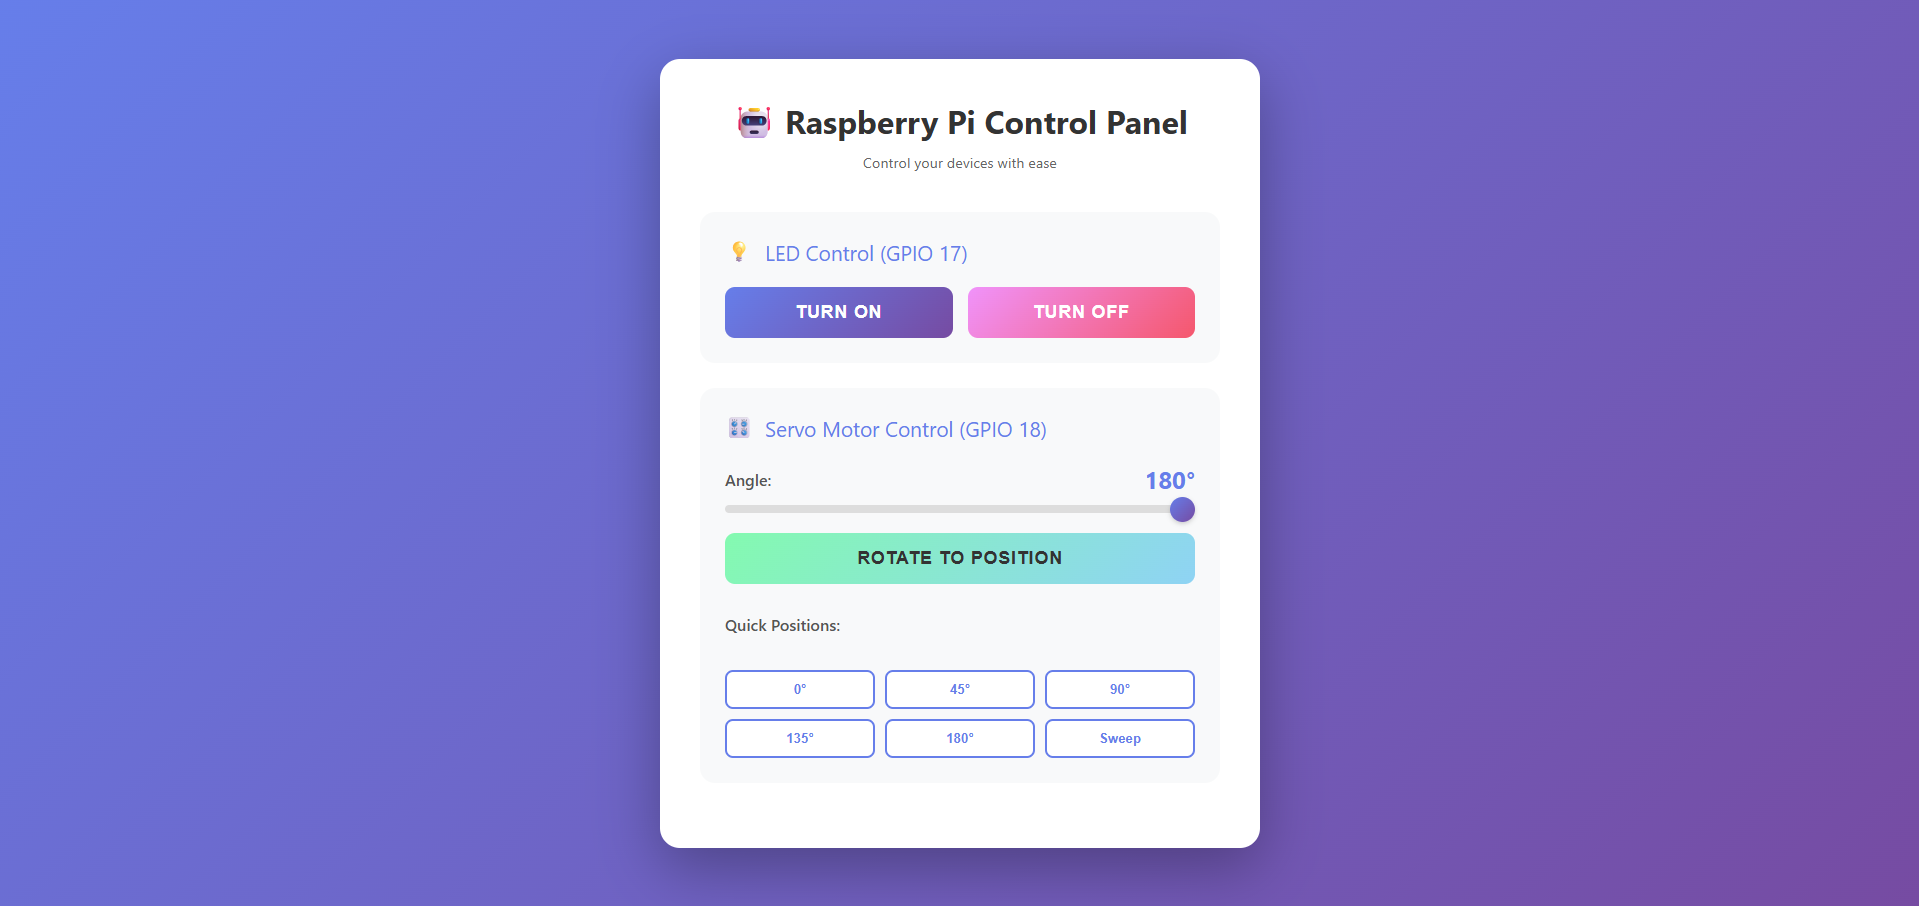 Raspberry Pi Control Panel
Control your devices with ease
LED Control (GPIO 17)
TURN ON
TURN OFF
Servo Motor Control (GPIO 18)
Angle:
180°
ROTATE TO POSITION
Quick Positions:
0°
45°
90°
135°
180°
Sweep